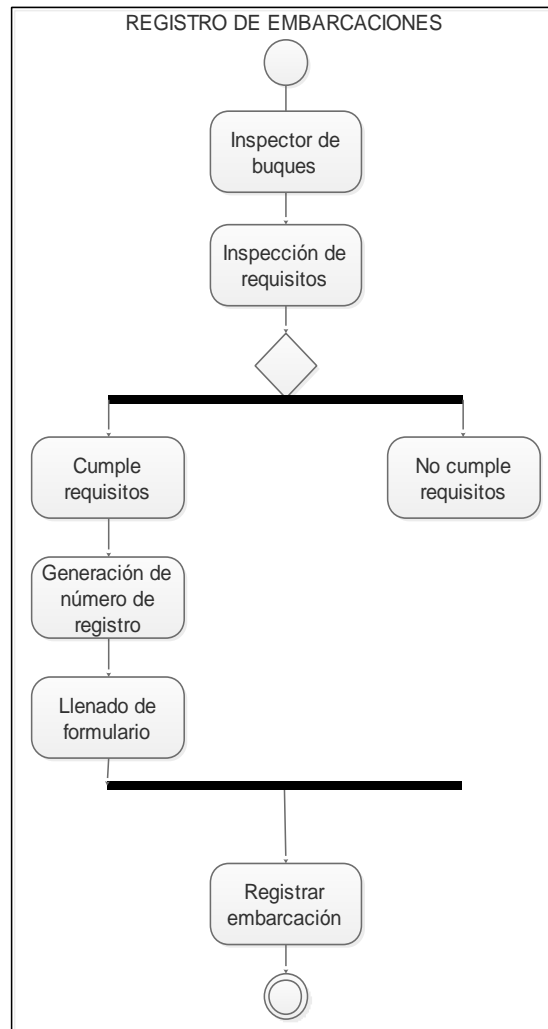 REGISTRO DE EMBARCACIONES
Inspector de
buques
Inspección de
requisitos
Cumple
requisitos
No cumple
requisitos
Generación de
número de
registro
Llenado de
formulario
Registrar
embarcación